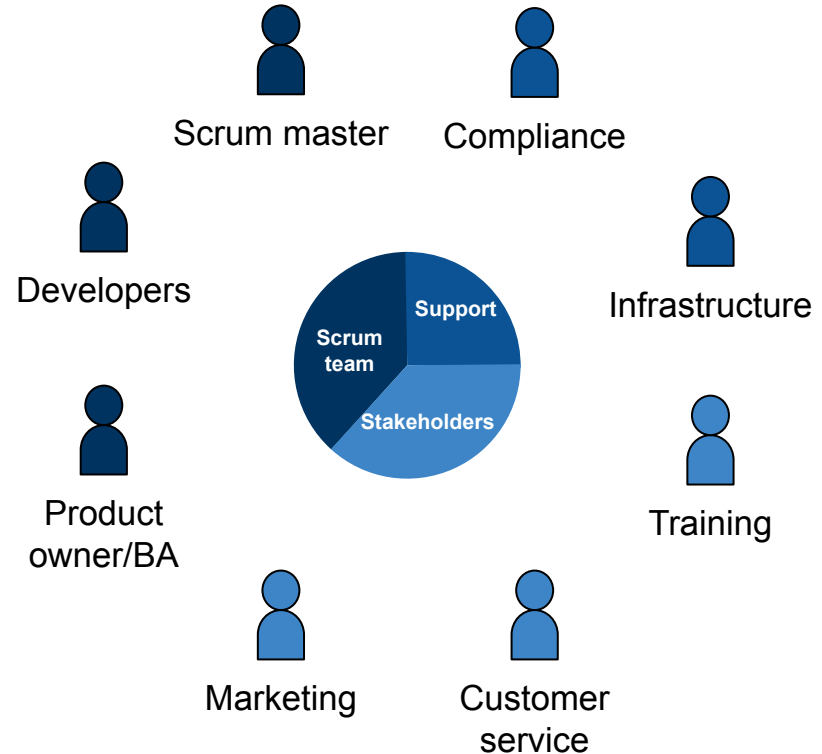 Scrum master
Compliance
Developers
Infrastructure
Support
Scrum
team
Stakeholders
Product
owner/BA
Training
Marketing
Customer
service